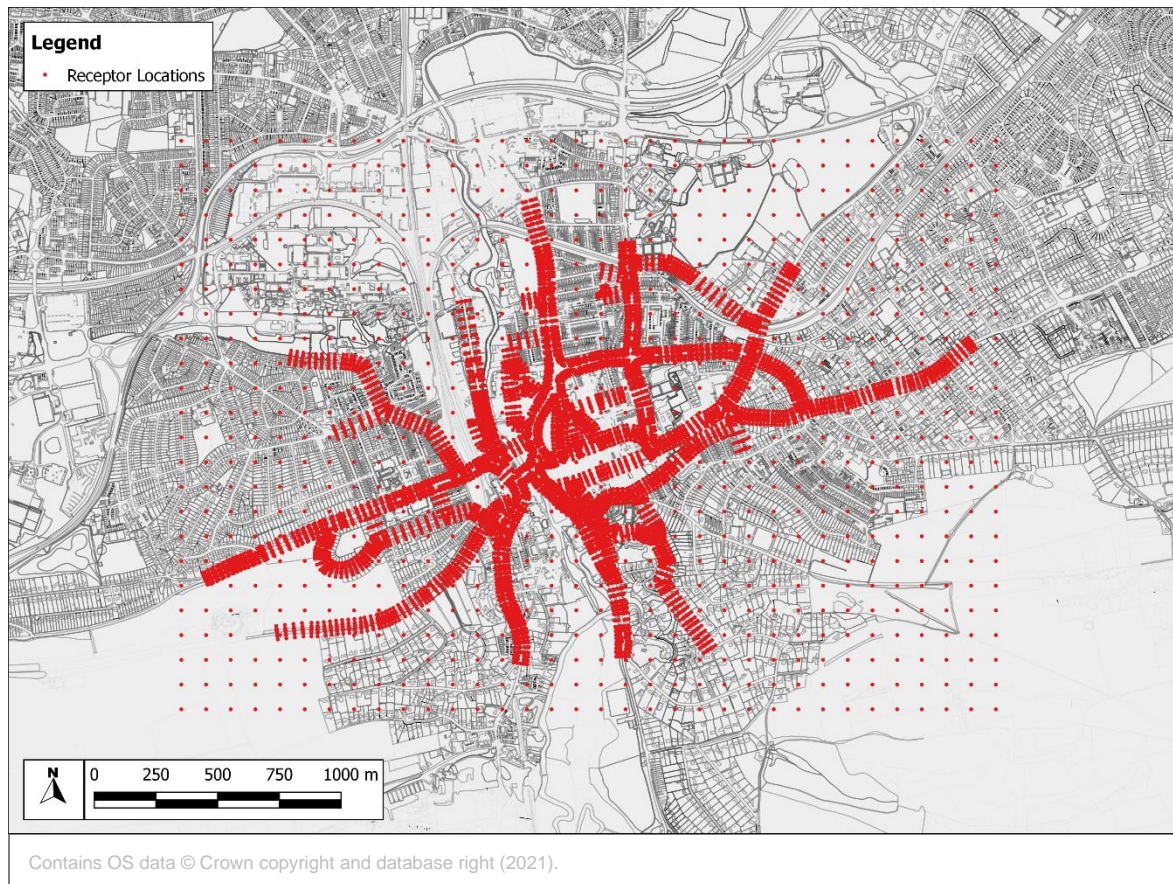 Legend
Receptor Locations
N
0 250 500 750 1000 m
Contains OS data © Crown copyright and database right (2021).